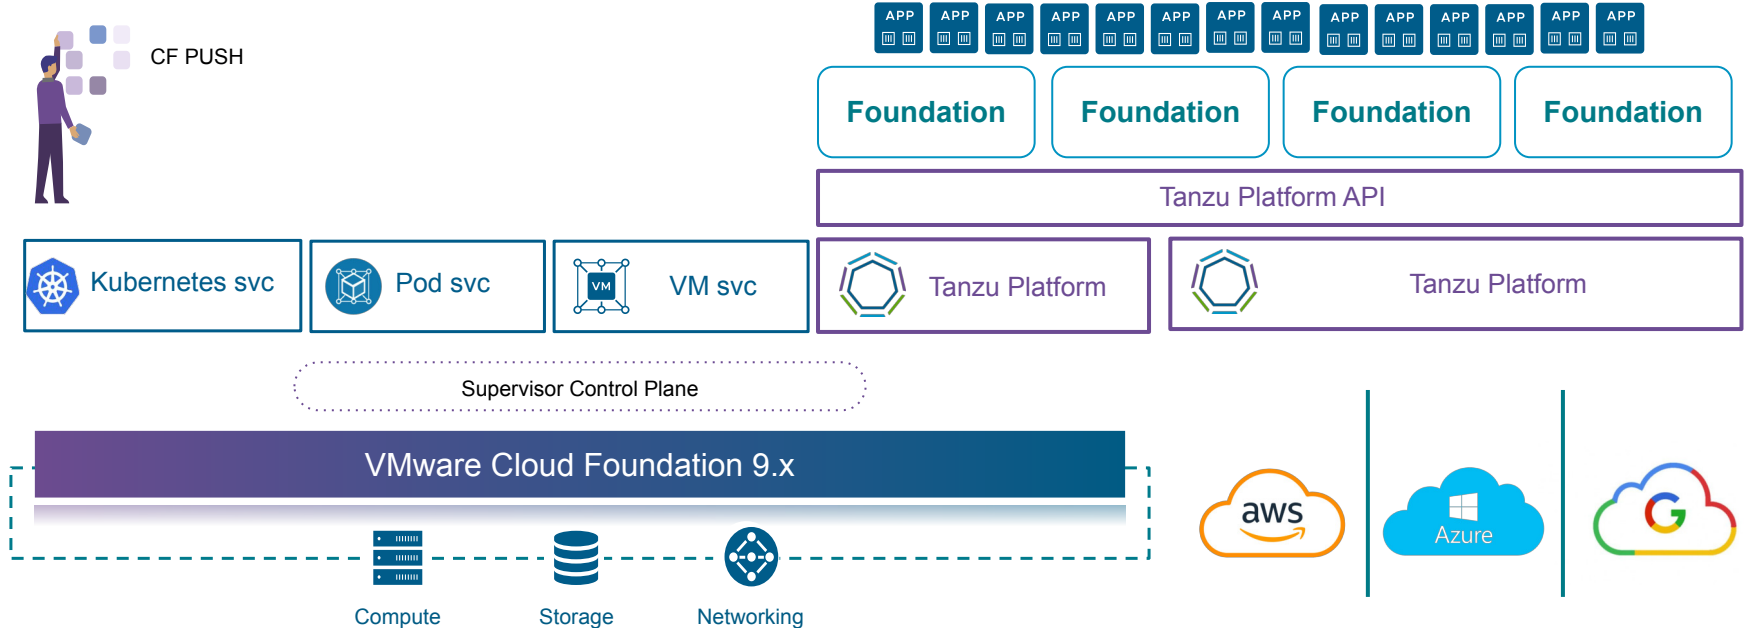 APP APP APP APP APP APP APP APP APP APP APP APP APP APP
CF PUSH
Foundation Foundation Foundation Foundation
Tanzu Platform API
Kubernetes svc Pod svc VM VM svc Tanzu Platform Tanzu Platform
Supervisor Control Plane
VMware Cloud Foundation 9.x
aws Azure G
Compute Storage Networking